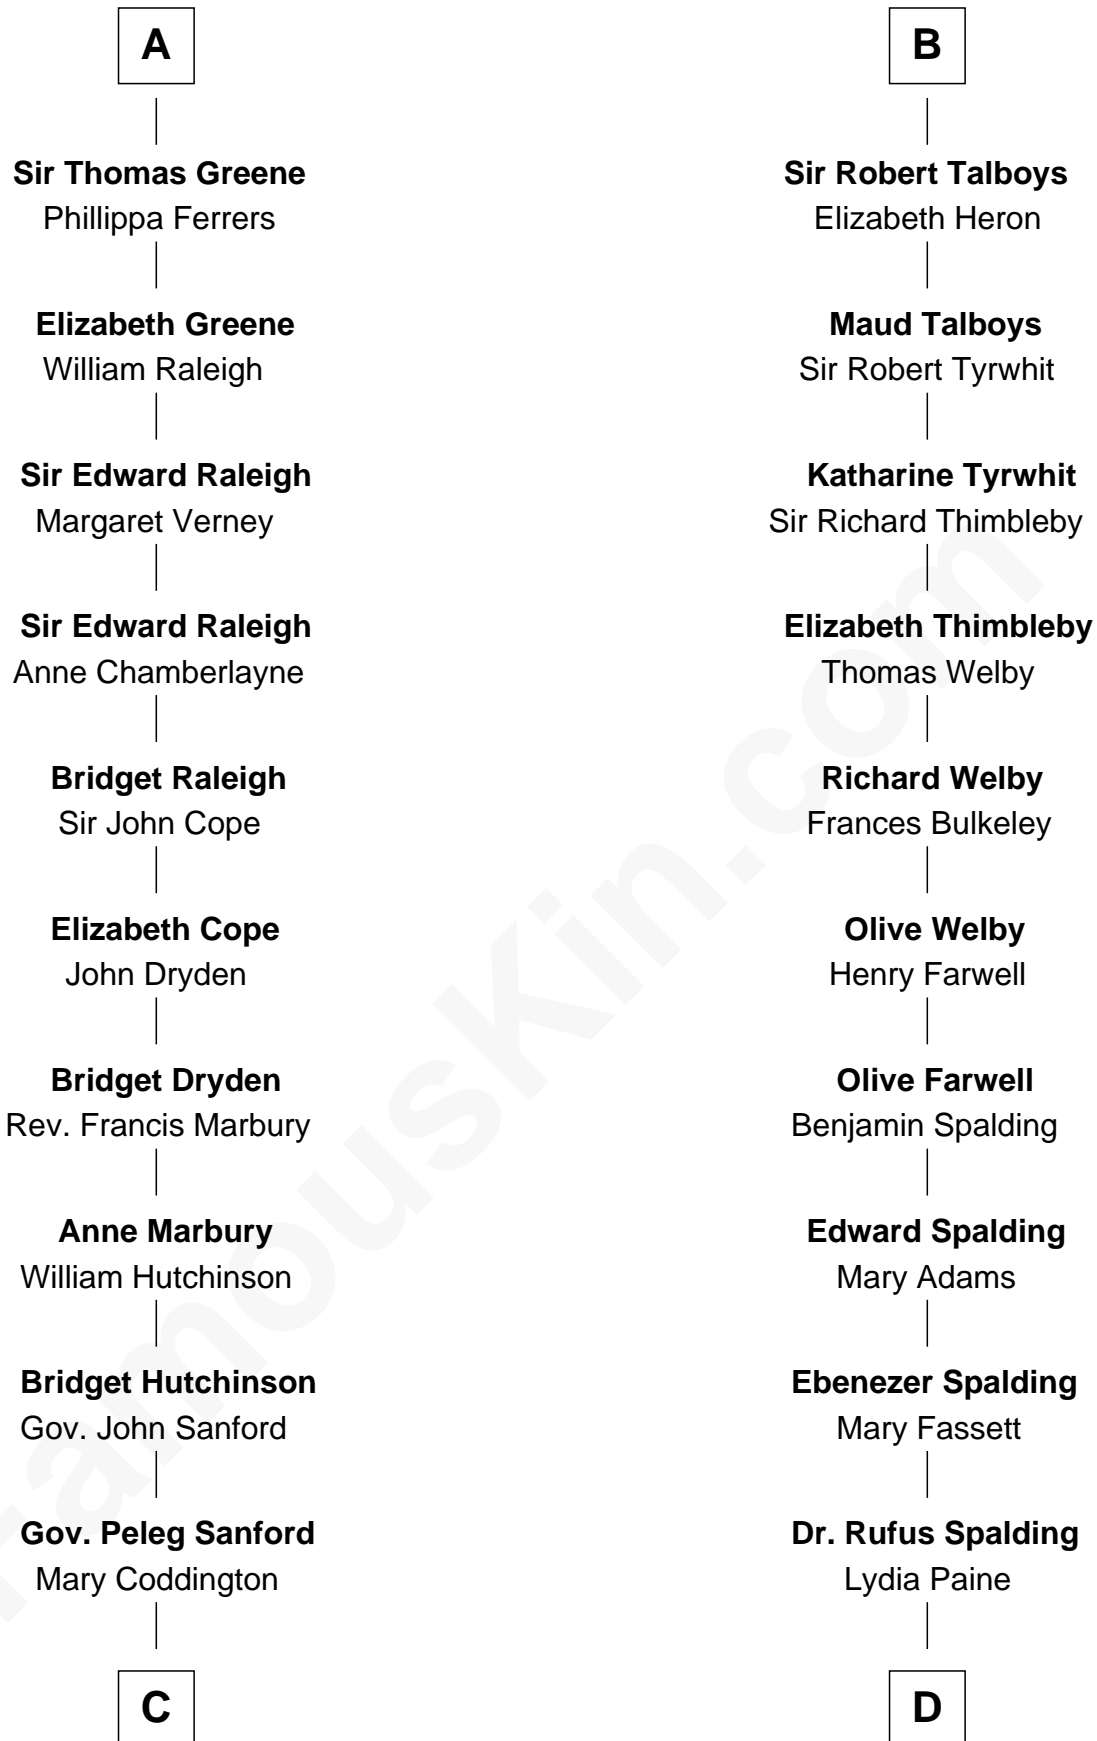 A
Sir Thomas Greene
Phillippa Ferrers
Elizabeth Greene
William Raleigh
Sir Edward Raleigh
Margaret Verney
Sir Edward Raleigh
Anne Chamberlayne
Bridget Raleigh
Sir John Cope
Elizabeth Cope
John Dryden
Bridget Dryden
Rev. Francis Marbury
Anne Marbury
William Hutchinson
Bridget Hutchinson
Gov. John Sanford
Gov. Peleg Sanford
Mary Coddington
C
B
Sir Robert Talboys
Elizabeth Heron
Maud Talboys
Sir Robert Tyrwhit
Katharine Tyrwhit
Sir Richard Thimbleby
Elizabeth Thimbleby
Thomas Welby
Richard Welby
Frances Bulkeley
Olive Welby
Henry Farwell
Olive Farwell
Benjamin Spalding
Edward Spalding
Mary Adams
Ebenezer Spalding
Mary Fassett
Dr. Rufus Spalding
Lydia Paine
D
FamousKin.com